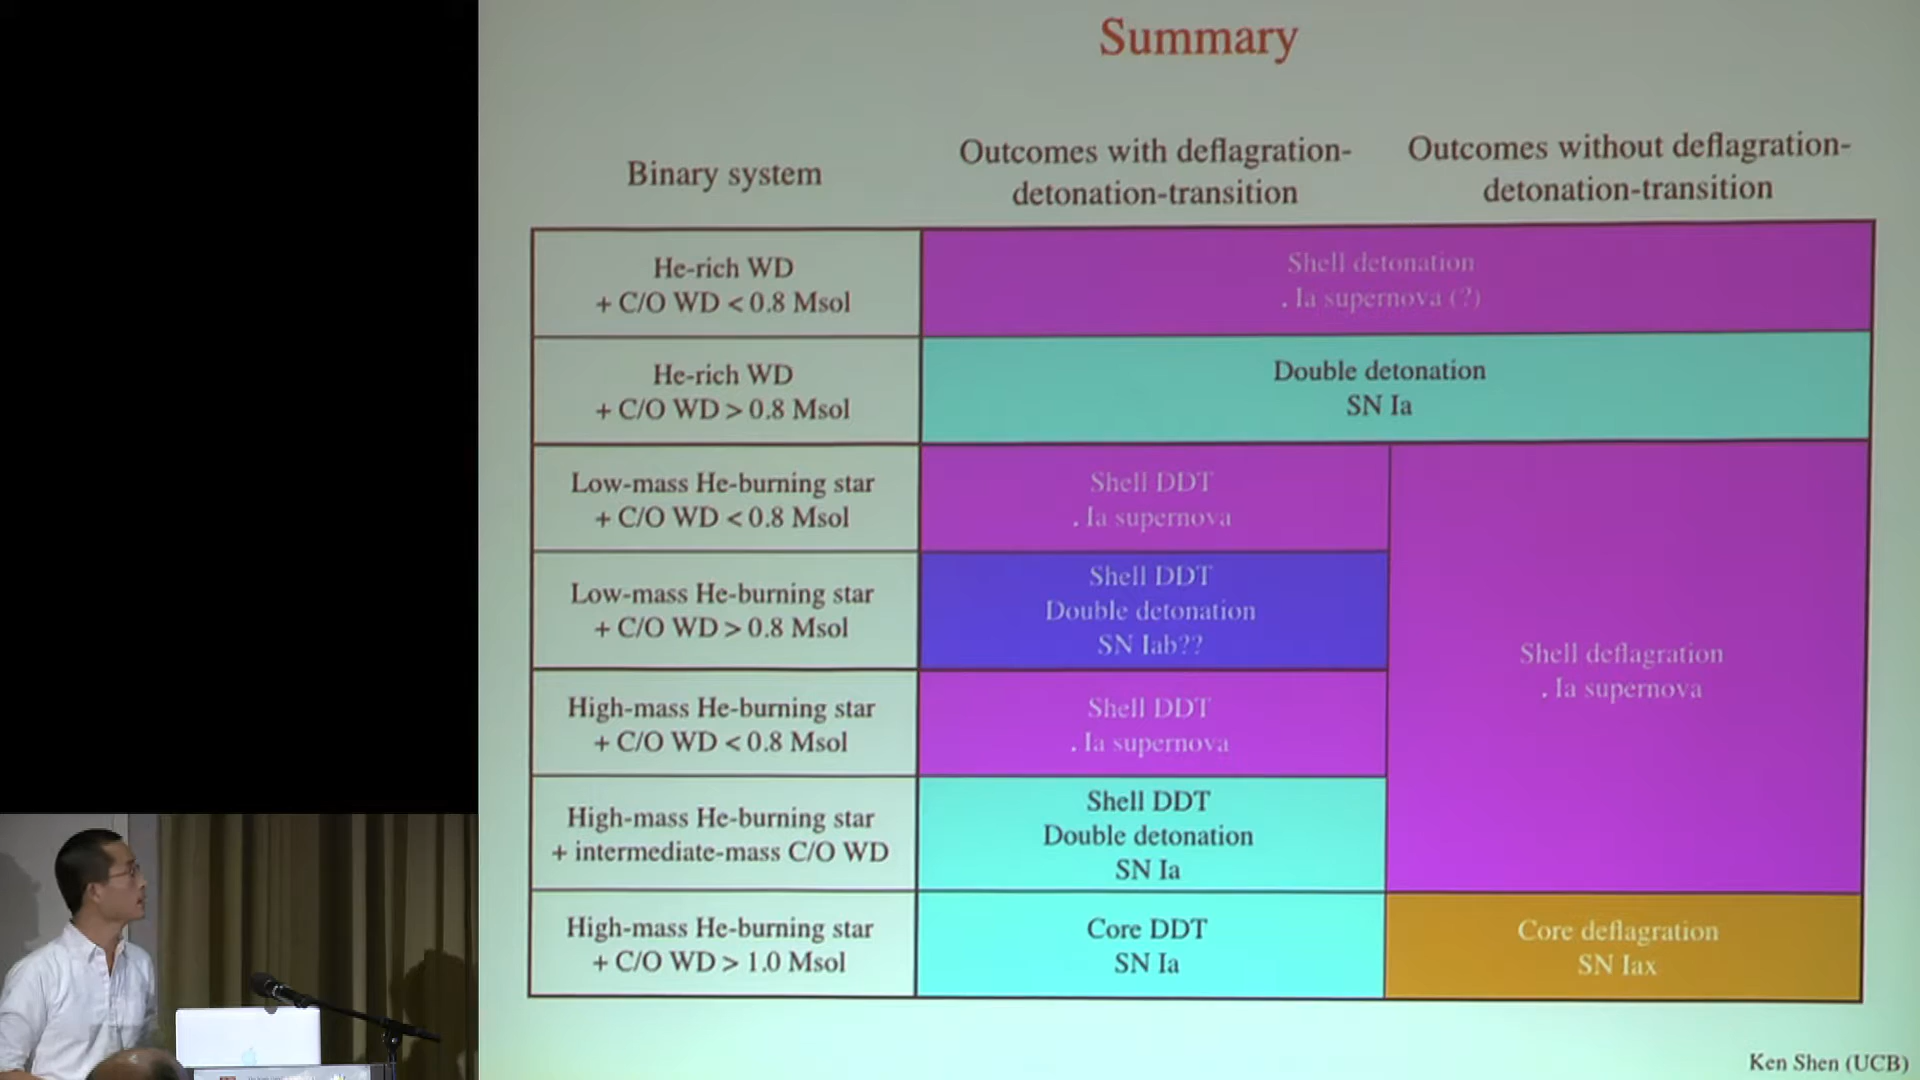 Summary
Binary system
Outcomes with deflagration-
detonation-transition
Outcomes without deflagration-
detonation-transition
He-rich WD
+ C/O WD < 0.8 Msol
Shell detonation
. Ia supernova (?)
He-rich WD
+ C/O WD > 0.8 Msol
Double detonation
SN Ia
Low-mass He-burning star
+ C/O WD < 0.8 Msol
Shell DDT
. Ia supernova
Low-mass He-burning star
+ C/O WD > 0.8 Msol
Shell DDT
Double detonation
SN Iab??
Shell deflagration
. Ia supernova
High-mass He-burning star
+ C/O WD < 0.8 Msol
Shell DDT
. Ia supernova
High-mass He-burning star
+ intermediate-mass C/O WD
Shell DDT
Double detonation
SN Ia
High-mass He-burning star
+ C/O WD > 1.0 Msol
Core DDT
SN Ia
Core deflagration
SN Iax
Ken Shen (UCB)